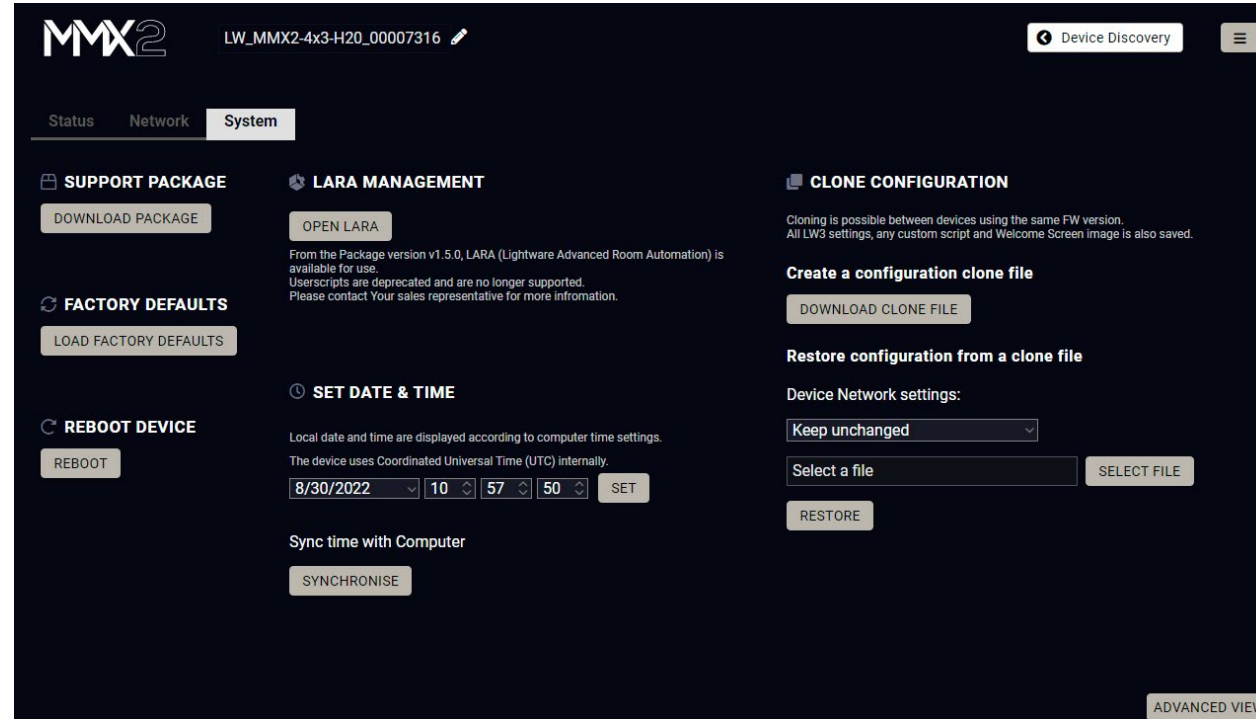 MMX2
LW_MMX2-4x3-H20_00007316
Device Discovery
Status
Network
System
SUPPORT PACKAGE
DOWNLOAD PACKAGE
FACTORY DEFAULTS
LOAD FACTORY DEFAULTS
REBOOT DEVICE
REBOOT
LARA MANAGEMENT
OPEN LARA
From the Package version v1.5.0, LARA (Lightware Advanced Room Automation) is
available for use.
Userscripts are deprecated and are no longer supported.
Please contact Your sales representative for more infromation.
SET DATE & TIME
Local date and time are displayed according to computer time settings.
The device uses Coordinated Universal Time (UTC) internally.
8/30/2022 10 57 50 SET
Sync time with Computer
SYNCHRONISE
CLONE CONFIGURATION
Cloning is possible between devices using the same FW version.
All LW3 settings, any custom script and Welcome Screen image is also saved.
Create a configuration clone file
DOWNLOAD CLONE FILE
Restore configuration from a clone file
Device Network settings:
Keep unchanged
Select a file
SELECT FILE
RESTORE
ADVANCED VIE